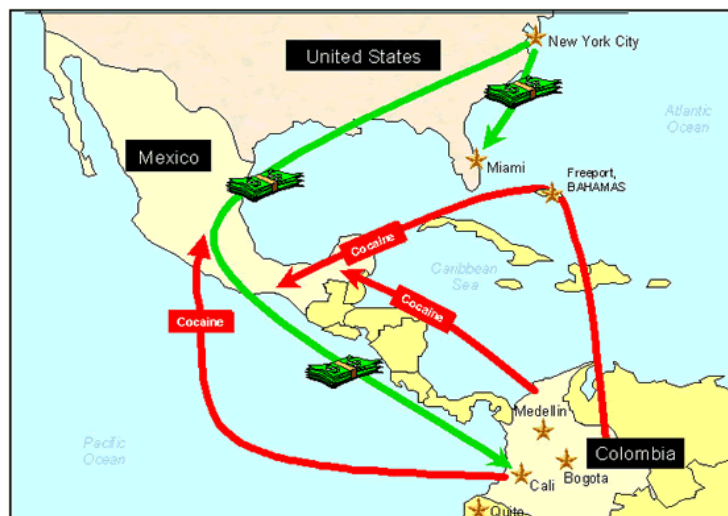 New York City
United States
Atlantic
Ocean
Mexico
Miami
Freeport,
BAHAMAS
Cocaine
Caribbean
Sea
Cocaine
Cocaine
Medellin
Pacific
Ocean
Colombia
Bogota
Cali
Quito